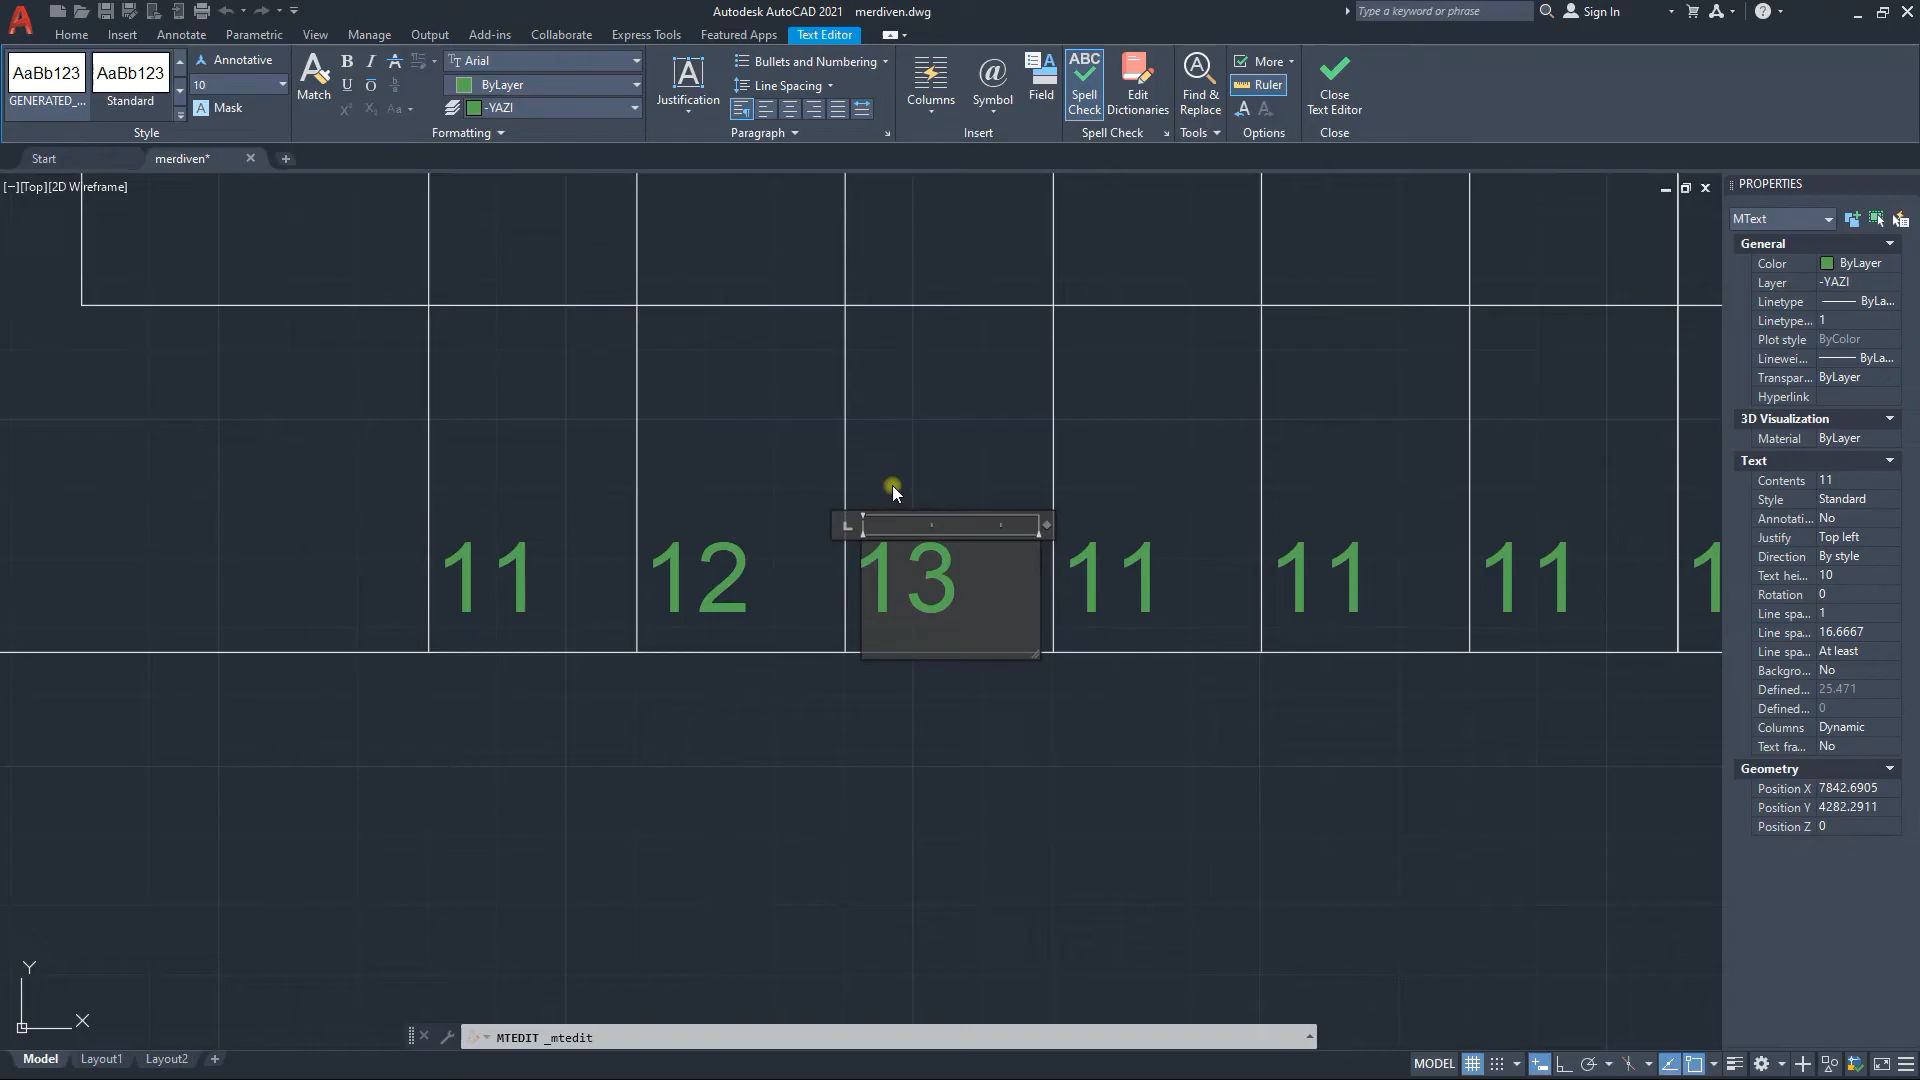 Autodesk AutoCAD 2021 merdiven.dwg
Type a keyword or phrase
Sign In
Home Insert Annotate Parametric View Manage Output Add-ins Collaborate Express Tools Featured Apps Text Editor
AaBb123
GENERATED_...
AaBb123
Standard
Annotative
10
Mask
Style
Match
Arial
ByLayer
-YAZI
Formatting
Justification
Bullets and Numbering
Line Spacing
Paragraph
Columns
Symbol
Field
Insert
ABC
Spell
Check
Edit
Dictionaries
Spell Check
Find &
Replace
Tools
More
Ruler
Options
Close
Text Editor
Close
Start
merdiven*
[−][Top][2D Wireframe]
11 12 13 11 11 11 1
Y
X
MTEDIT _mtedit
Model Layout1 Layout2
MODEL
PROPERTIES
MText
General
Color ByLayer
Layer -YAZI
Linetype ByLa...
Linetype... 1
Plot style ByColor
Linewei... ByLa...
Transpar... ByLayer
Hyperlink
3D Visualization
Material ByLayer
Text
Contents 11
Style Standard
Annotati... No
Justify Top left
Direction By style
Text hei... 10
Rotation 0
Line spa... 1
Line spa... 16.6667
Line spa... At least
Backgro... No
Defined... 25.471
Defined... 0
Columns Dynamic
Text fra... No
Geometry
Position X 7842.6905
Position Y 4282.2911
Position Z 0